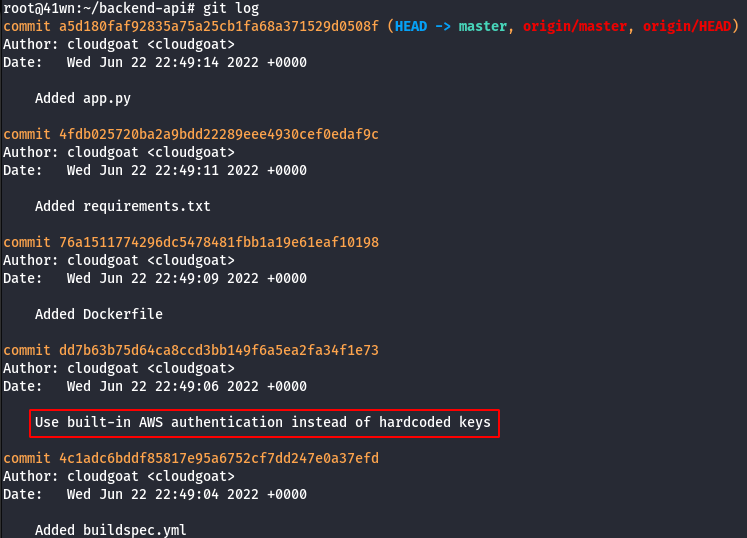 root@41wn:~/backend-api# git log
commit a5d180faf92835a75a25cb1fa68a371529d0508f (HEAD -> master, origin/master, origin/HEAD)
Author: cloudgoat <cloudgoat>
Date:   Wed Jun 22 22:49:14 2022 +0000
Added app.py
commit 4fdb025720ba2a9bdd22289eee4930cef0edaf9c
Author: cloudgoat <cloudgoat>
Date:   Wed Jun 22 22:49:11 2022 +0000
Added requirements.txt
commit 76a1511774296dc5478481fbb1a19e61eaf10198
Author: cloudgoat <cloudgoat>
Date:   Wed Jun 22 22:49:09 2022 +0000
Added Dockerfile
commit dd7b63b75d64ca8ccd3bb149f6a5ea2fa34f1e73
Author: cloudgoat <cloudgoat>
Date:   Wed Jun 22 22:49:06 2022 +0000
Use built-in AWS authentication instead of hardcoded keys
commit 4c1adc6bddf85817e95a6752cf7dd247e0a37efd
Author: cloudgoat <cloudgoat>
Date:   Wed Jun 22 22:49:04 2022 +0000
Added buildspec.yml